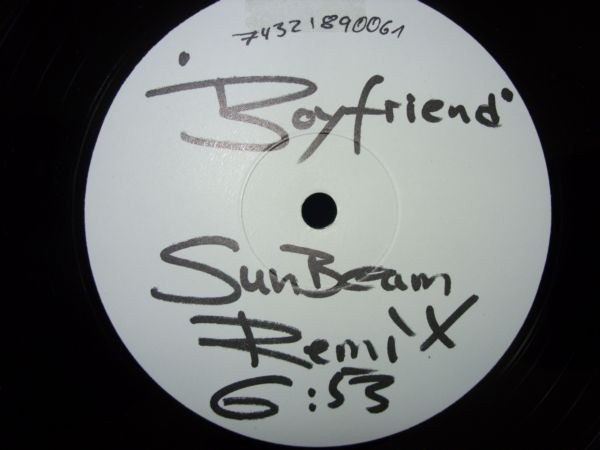 74321890061
"Boyfriend"
SunBeam
Remix
6:53